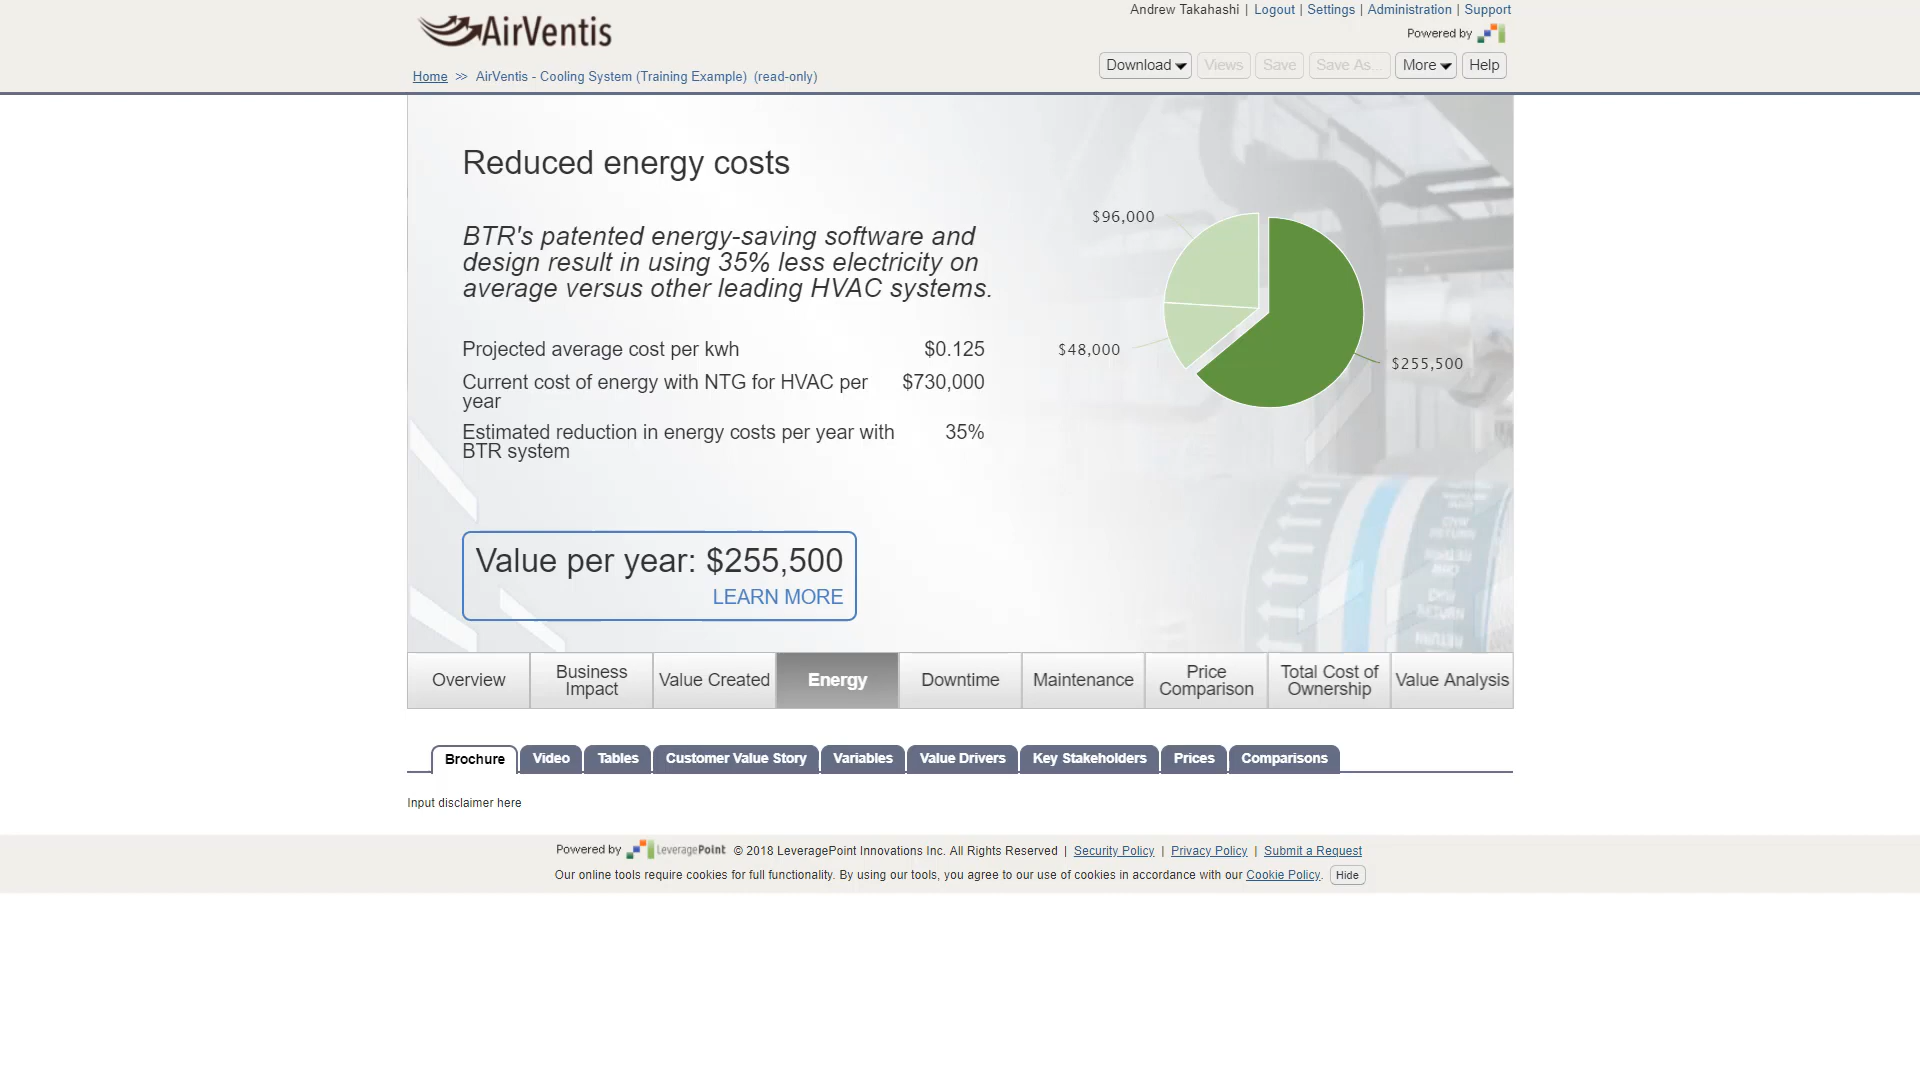 AirVentis
Andrew Takahashi | Logout | Settings | Administration | Support
Powered by
Home >> AirVentis - Cooling System (Training Example) (read-only)
Download Views Save Save As... More Help
Reduced energy costs
BTR's patented energy-saving software and
design result in using 35% less electricity on
average versus other leading HVAC systems.
Projected average cost per kwh $0.125
Current cost of energy with NTG for HVAC per $730,000
year
Estimated reduction in energy costs per year with 35%
BTR system
$96,000
$48,000
$255,500
Value per year: $255,500
LEARN MORE
RETURN
Overview Business Impact Value Created Energy Downtime Maintenance Price Comparison Total Cost of Ownership Value Analysis
Brochure Video Tables Customer Value Story Variables Value Drivers Key Stakeholders Prices Comparisons
Input disclaimer here
Powered by LeveragePoint © 2018 LeveragePoint Innovations Inc. All Rights Reserved | Security Policy | Privacy Policy | Submit a Request
Our online tools require cookies for full functionality. By using our tools, you agree to our use of cookies in accordance with our Cookie Policy. Hide